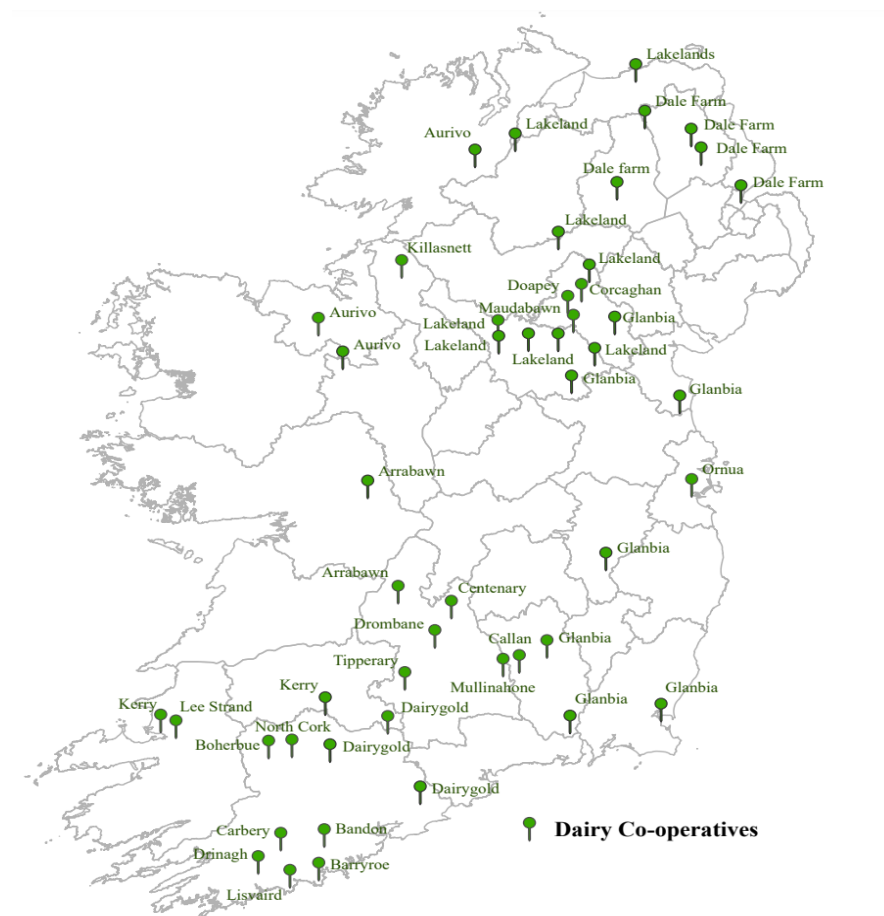 Lakelands
Dale Farm
Lakeland
Dale Farm
Aurivo
Dale Farm
Dale farm
Dale Farm
Lakeland
Killasnett
Lakeland
Doapey
Corcaghan
Maudabawn
Aurivo
Glanbia
Lakeland
Lakeland
Aurivo
Lakeland
Lakeland
Glanbia
Glanbia
Arrabawn
Ornua
Glanbia
Arrabawn
Centenary
Drombane
Callan
Glanbia
Tipperary
Mullinahone
Kerry
Glanbia
Glanbia
Kerry
Lee Strand
Dairygold
North Cork
Boherbue
Dairygold
Dairygold
Carbery
Bandon
Dairy Co-operatives
Drinagh
Barryroe
Lisvaird